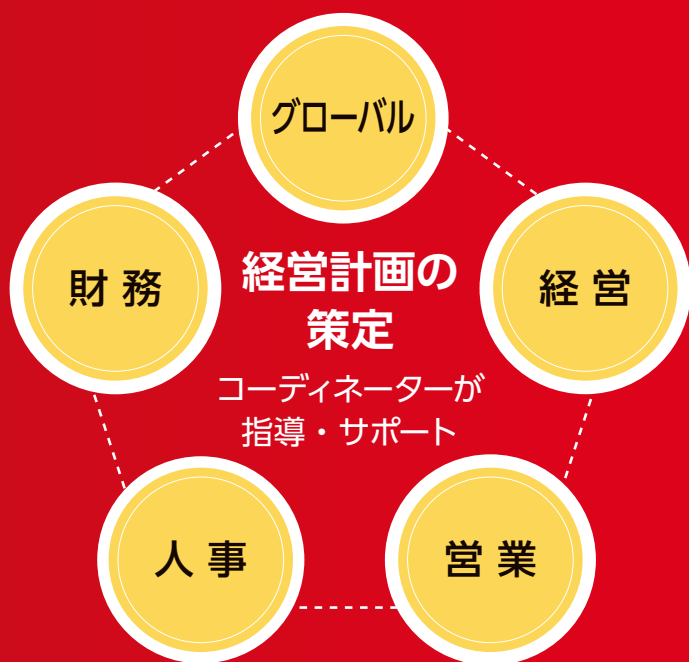 グローバル
財務
経営計画の
策定
コーディネーターが
指導・サポート
経営
人事
営業